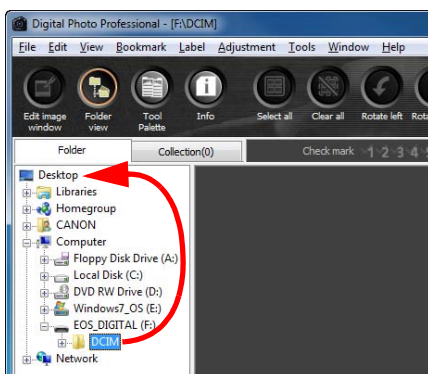 Digital Photo Professional - [F:\DCIM]
File Edit View Bookmark Label Adjustment Tools Window Help
Edit image window Folder view Tool Palette Info Select all Clear all Rotate left
Folder Collection(0) Check mark 1 2 3 4
Desktop
Libraries
Homegroup
CANON
Computer
Floppy Disk Drive (A:)
Local Disk (C:)
DVD RW Drive (D:)
Windows7_OS (E:)
EOS_DIGITAL (F:)
DCIM
Network